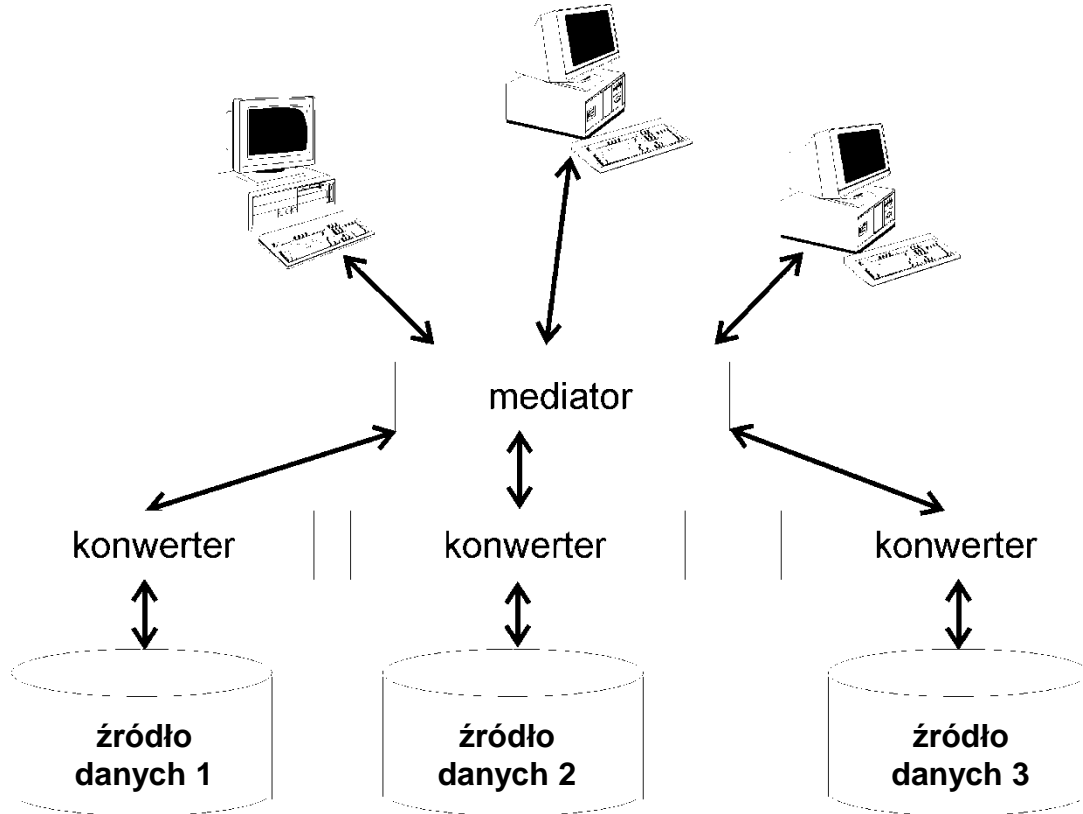 mediator
konwerter
konwerter
konwerter
źródło
danych 1
źródło
danych 2
źródło
danych 3